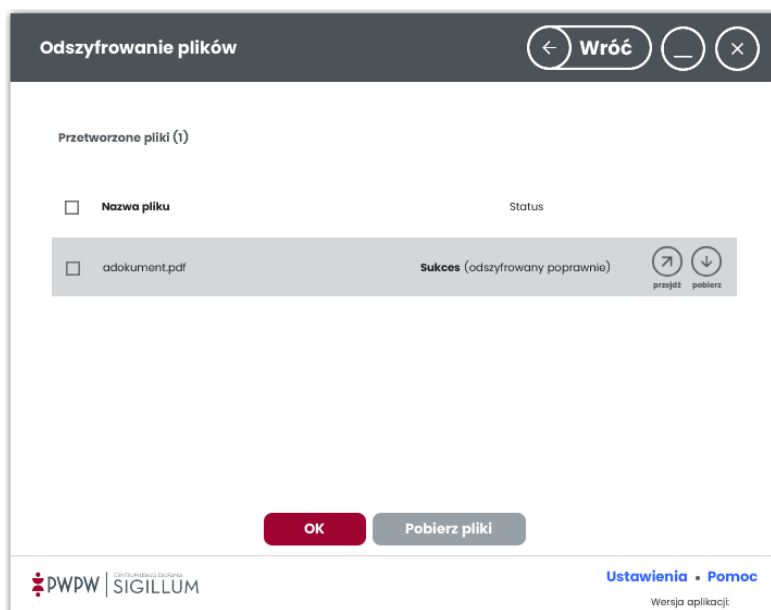 Odszyfrowanie plików
Wróć
Przetworzone pliki (1)
Nazwa pliku Status
adokument.pdf Sukces (odszyfrowany poprawnie)
przejdź pobierz
OK Pobierz pliki
PWPW SIGILLUM
Ustawienia Pomoc
Wersja aplikacji: